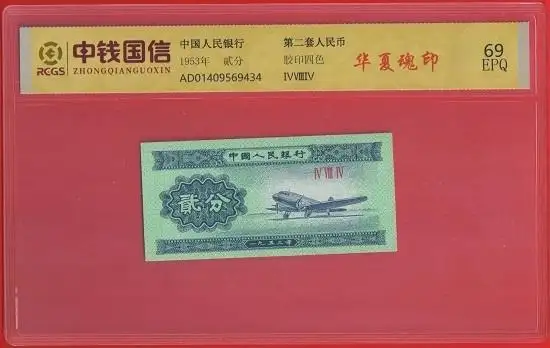 中钱国信
RCGS ZHONGQIANGUOXIN
中国人民银行
1953年 贰分
AD01409569434
第二套人民币
胶印四色
IVVIIIIV
华夏魂印
69
EPQ
中國人民銀行
IV VIII IV
貳分
一九五三年